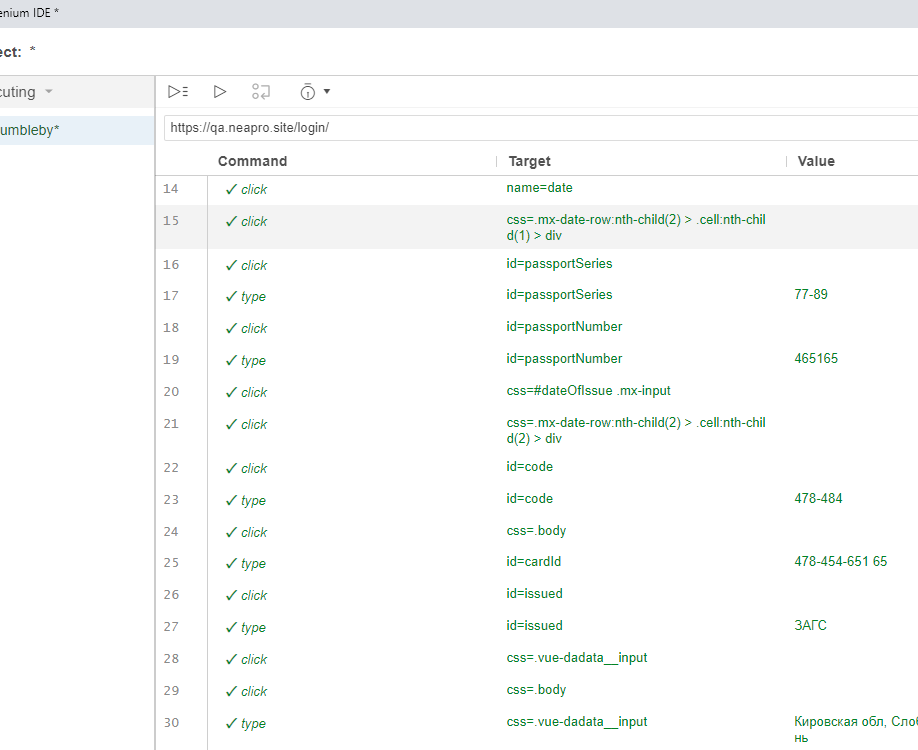 enium IDE *
ect: *
cuting
umbleby*
https://qa.neapro.site/login/
Command Target Value
14 ✓ click name=date
15 ✓ click css=.mx-date-row:nth-child(2) > .cell:nth-chil
d(1) > div
16 ✓ click id=passportSeries
17 ✓ type id=passportSeries 77-89
18 ✓ click id=passportNumber
19 ✓ type id=passportNumber 465165
20 ✓ click css=#dateOfIssue .mx-input
21 ✓ click css=.mx-date-row:nth-child(2) > .cell:nth-chil
d(2) > div
22 ✓ click id=code
23 ✓ type id=code 478-484
24 ✓ click css=.body
25 ✓ type id=cardId 478-454-651 65
26 ✓ click id=issued
27 ✓ type id=issued ЗАГС
28 ✓ click css=.vue-dadata__input
29 ✓ click css=.body
30 ✓ type css=.vue-dadata__input Кировская обл, Слоб
нь